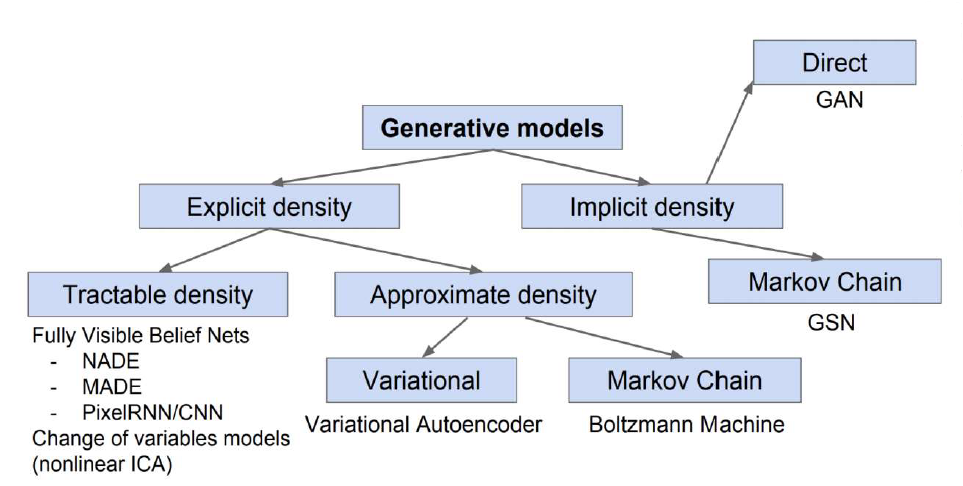 Direct
GAN
Generative models
Explicit density
Implicit density
Tractable density
Approximate density
Markov Chain
GSN
Fully Visible Belief Nets
- NADE
- MADE
- PixelRNN/CNN
Change of variables models
(nonlinear ICA)
Variational
Variational Autoencoder
Markov Chain
Boltzmann Machine